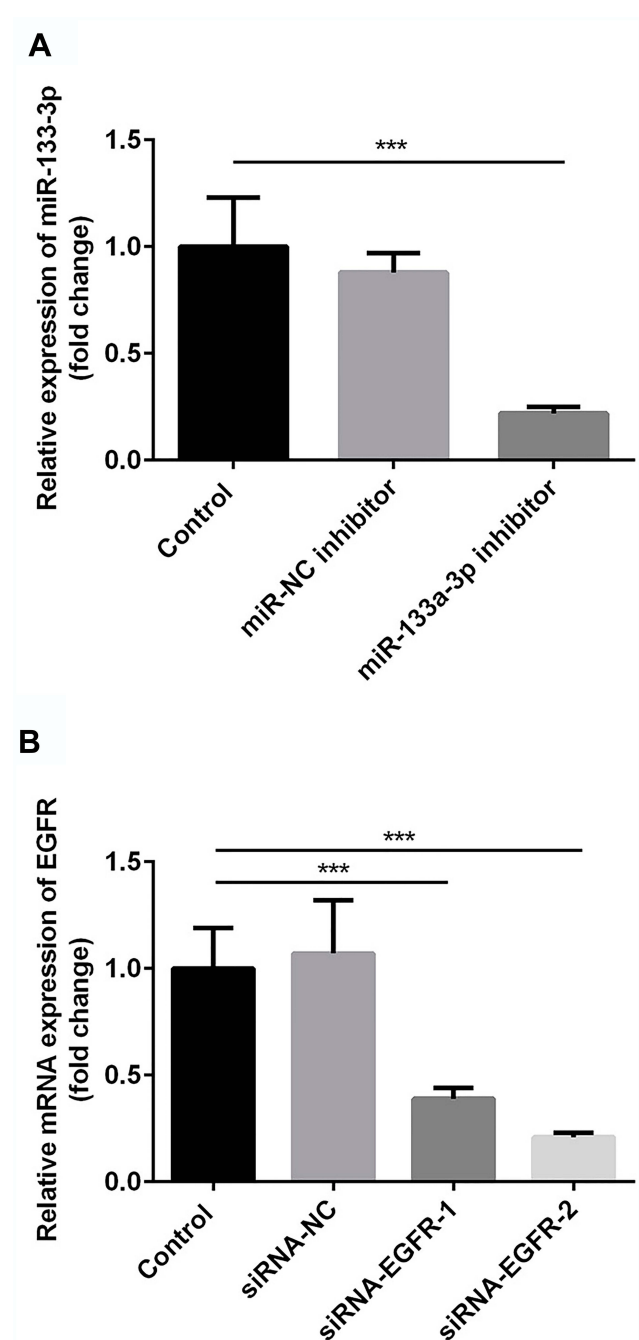 A
Relative expression of miR-133-3p
(fold change)
1.5
1.0
0.5
0.0
***
Control
miR-NC inhibitor
miR-133a-3p inhibitor
B
Relative mRNA expression of EGFR
(fold change)
1.5
1.0
0.5
0.0
***
***
Control
siRNA-NC
siRNA-EGFR-1
siRNA-EGFR-2